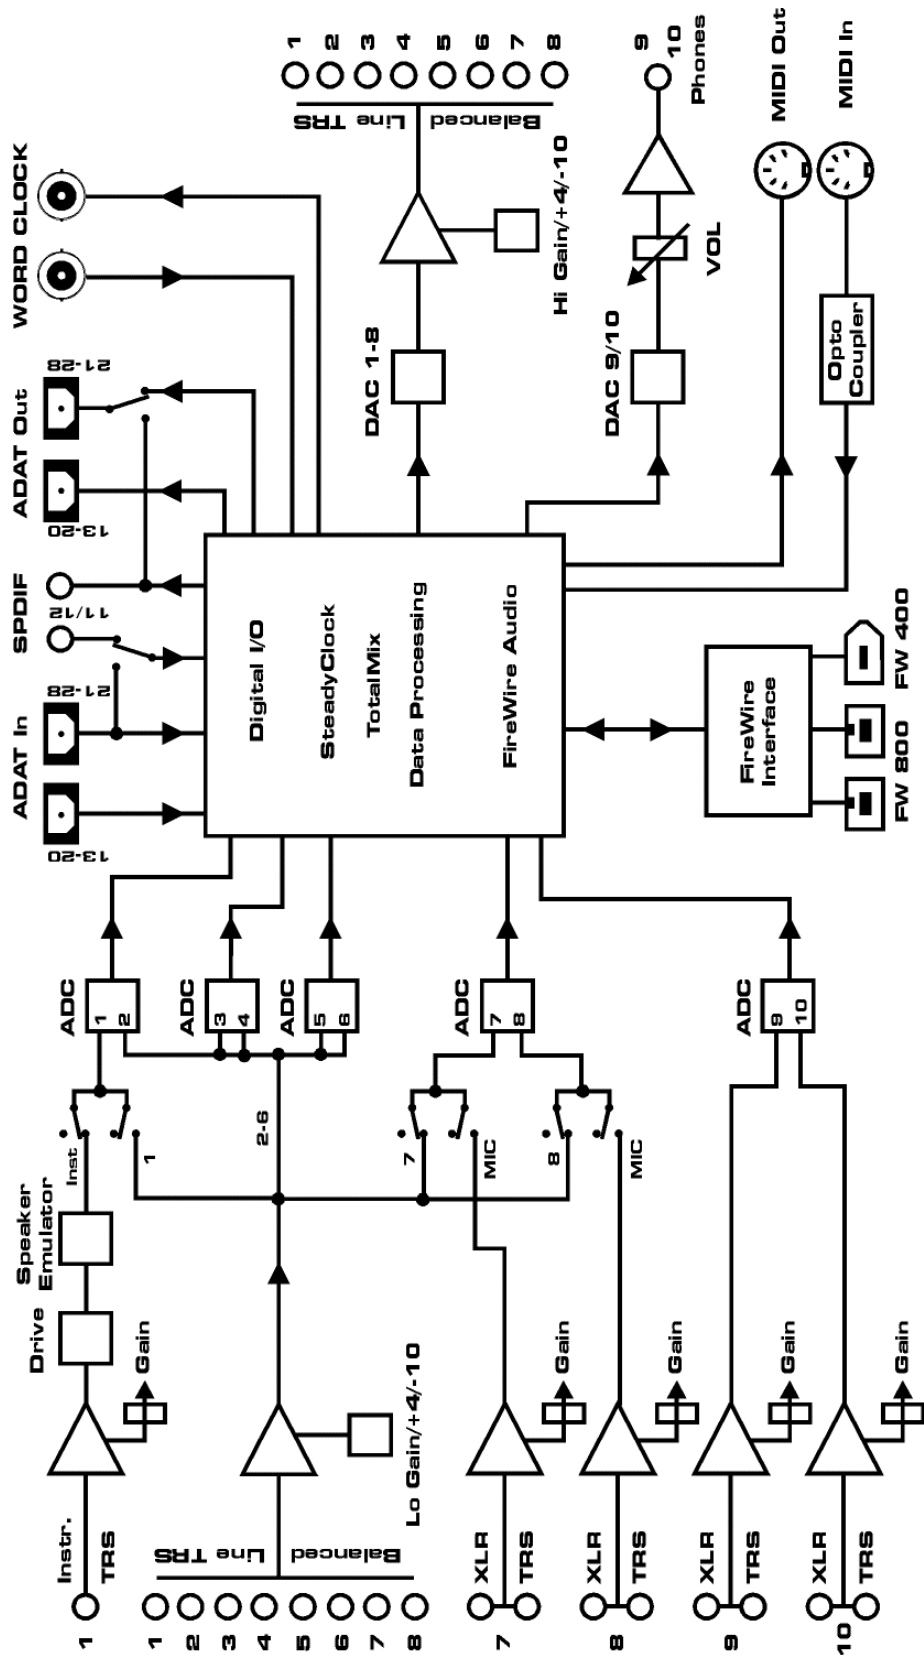 1
Instr.
TRS
Drive
Speaker
Emulator
Gain
Inst
1
1
2
3
4
5
6
7
8
Balanced Line TRS
Lo Gain/+4/-10
2-6
7
XLR
TRS
Gain
7
MIC
8
XLR
TRS
Gain
8
MIC
9
XLR
TRS
Gain
10
XLR
TRS
Gain
ADC
1
2
ADC
3
4
ADC
5
6
ADC
7
8
ADC
9
10
ADAT In
13-20
21-28
SPDIF
11/12
ADAT Out
13-20
21-28
WORD CLOCK
Digital I/O
SteadyClock
TotalMix
Data Processing
FireWire Audio
FireWire
Interface
FW 800
FW 400
DAC 1-8
Hi Gain/+4/-10
Balanced Line TRS
1
2
3
4
5
6
7
8
DAC 9/10
VOL
9
10
Phones
MIDI Out
MIDI In
Opto
Coupler